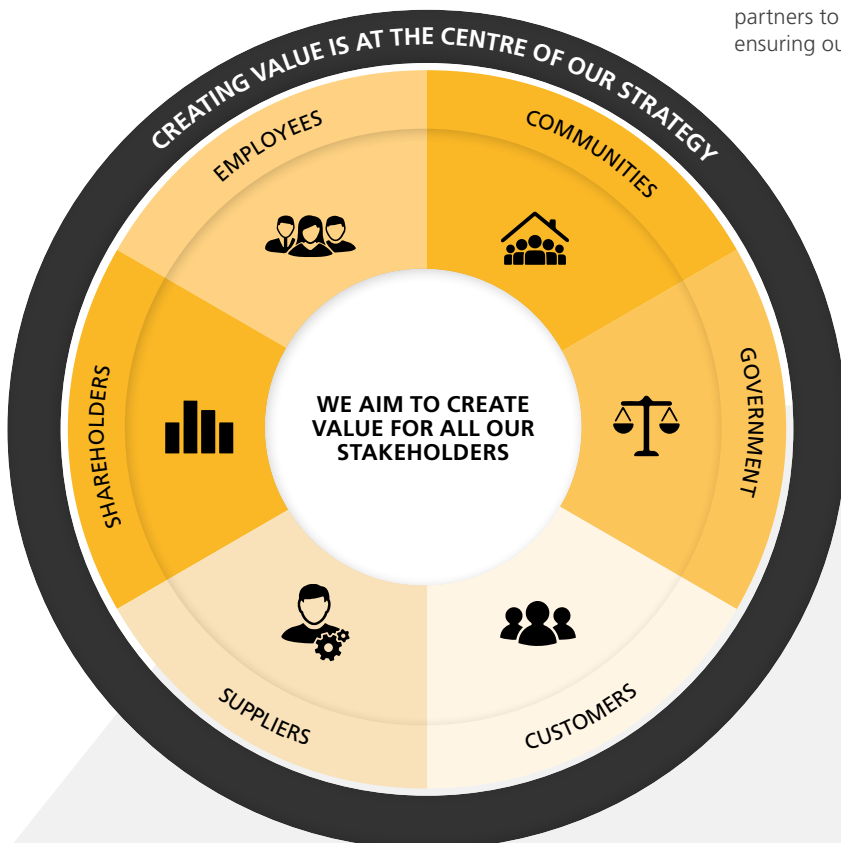 partners to
ensuring ou
CREATING VALUE IS AT THE CENTRE OF OUR STRATEGY
EMPLOYEES
COMMUNITIES
GOVERNMENT
CUSTOMERS
SUPPLIERS
SHAREHOLDERS
WE AIM TO CREATE
VALUE FOR ALL OUR
STAKEHOLDERS